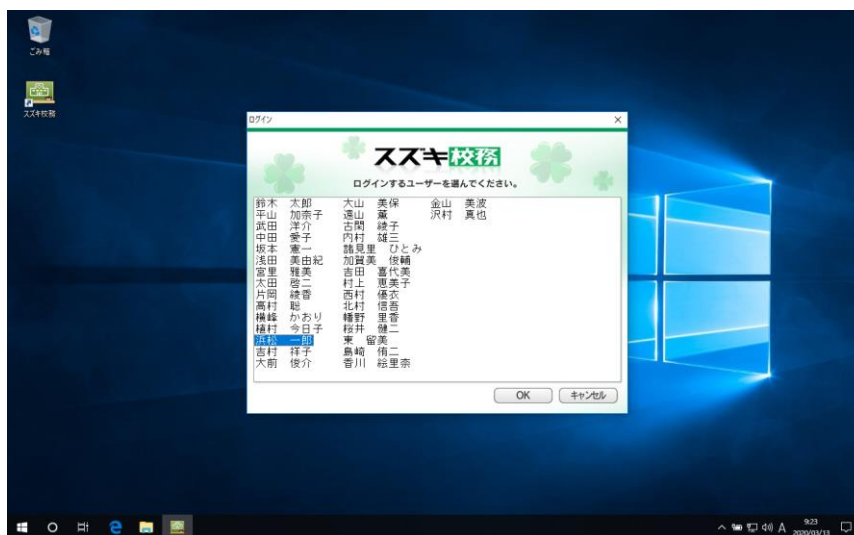 ごみ箱
スズキ校務
ログイン
スズキ校務
ログインするユーザーを選んでください。
鈴木 太郎
平山 加奈子
武田 洋介
中田 愛子
坂本 憲一
浅田 美由紀
宮里 雅美
太田 啓二
片岡 綾香
高村 聡
横峰 かおり
植村 今日子
浜松 一郎
吉村 祥子
大前 俊介
大山 美保
遠山 薫
古閑 綾子
内村 雄三
諸見里 ひとみ
加賀美 俊輔
吉田 喜代美
村上 恵美子
西村 優衣
北村 信吾
幡野 里香
桜井 健二
東 留美
島崎 侑二
香川 絵里奈
金山 美波
沢村 真也
OK
キャンセル
A
9:23
2020/03/13